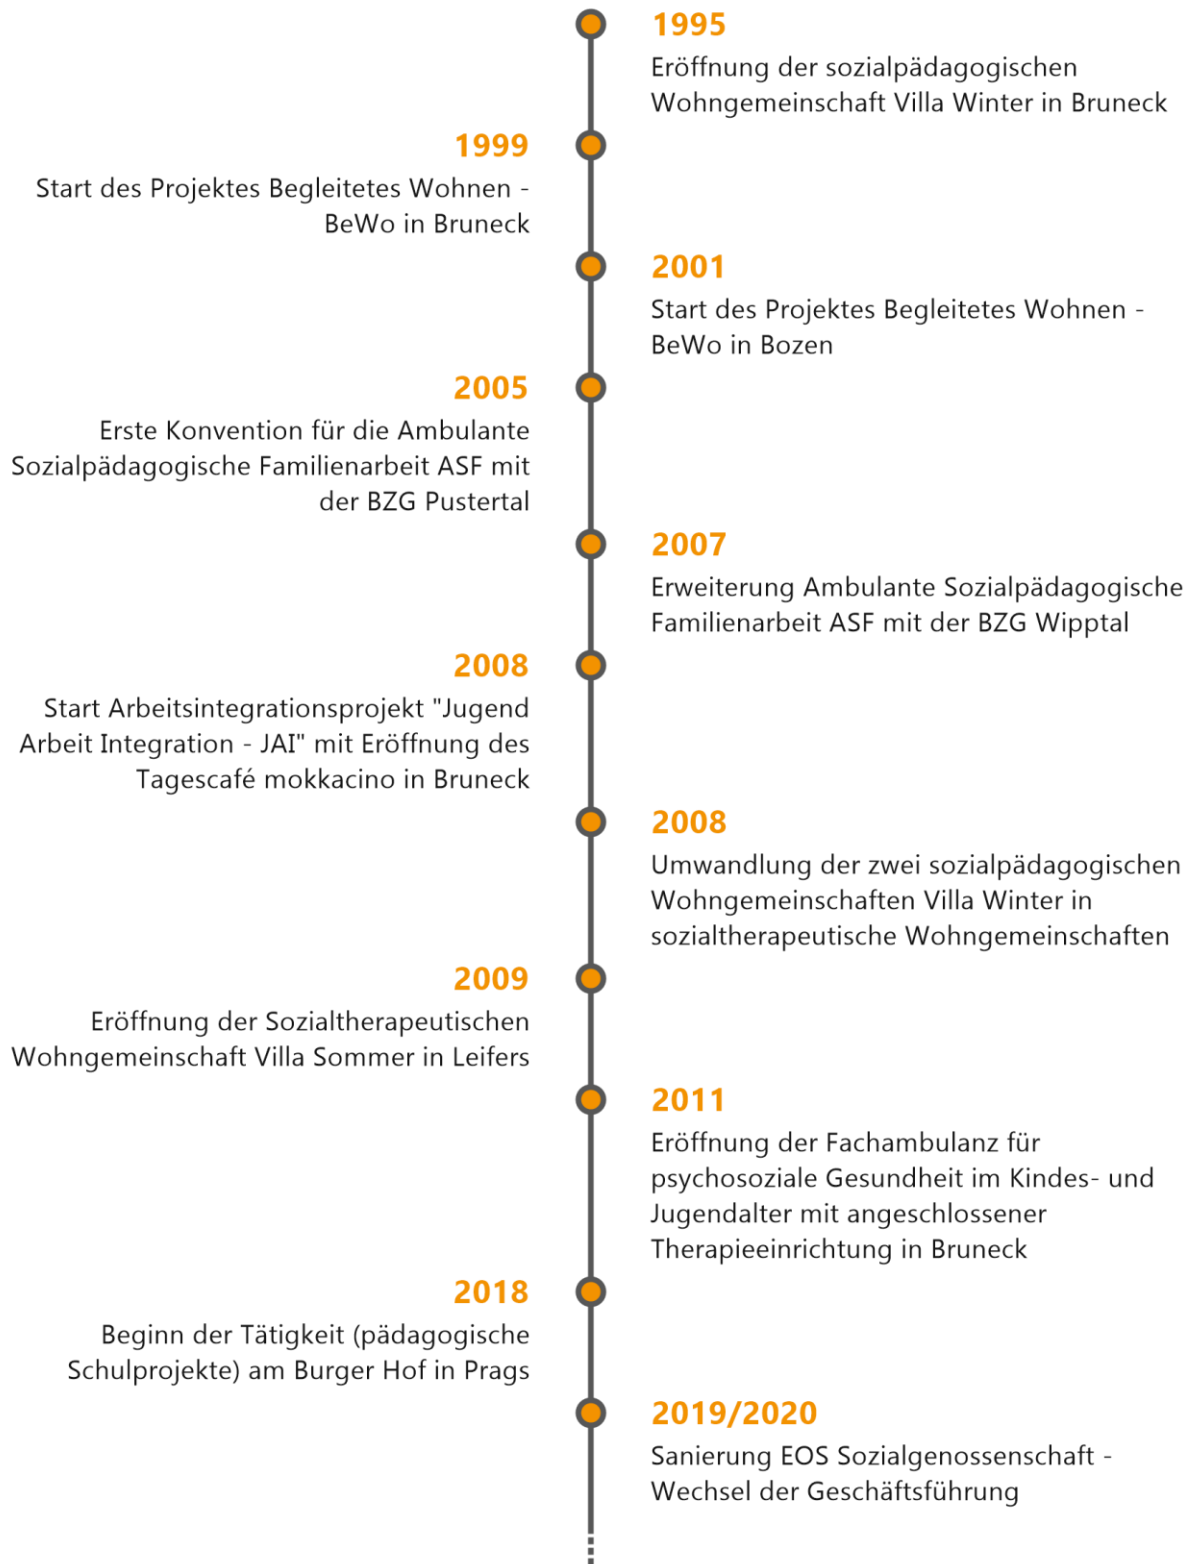 1995
Eröffnung der sozialpädagogischen
Wohngemeinschaft Villa Winter in Bruneck
1999
Start des Projektes Begleitetes Wohnen -
BeWo in Bruneck
2001
Start des Projektes Begleitetes Wohnen -
BeWo in Bozen
2005
Erste Konvention für die Ambulante
Sozialpädagogische Familienarbeit ASF mit
der BZG Pustertal
2007
Erweiterung Ambulante Sozialpädagogische
Familienarbeit ASF mit der BZG Wipptal
2008
Start Arbeitsintegrationsprojekt "Jugend
Arbeit Integration - JAI" mit Eröffnung des
Tagescafé mokkacino in Bruneck
2008
Umwandlung der zwei sozialpädagogischen
Wohngemeinschaften Villa Winter in
sozialtherapeutische Wohngemeinschaften
2009
Eröffnung der Sozialtherapeutischen
Wohngemeinschaft Villa Sommer in Leifers
2011
Eröffnung der Fachambulanz für
psychosoziale Gesundheit im Kindes- und
Jugendalter mit angeschlossener
Therapieeinrichtung in Bruneck
2018
Beginn der Tätigkeit (pädagogische
Schulprojekte) am Burger Hof in Prags
2019/2020
Sanierung EOS Sozialgenossenschaft -
Wechsel der Geschäftsführung